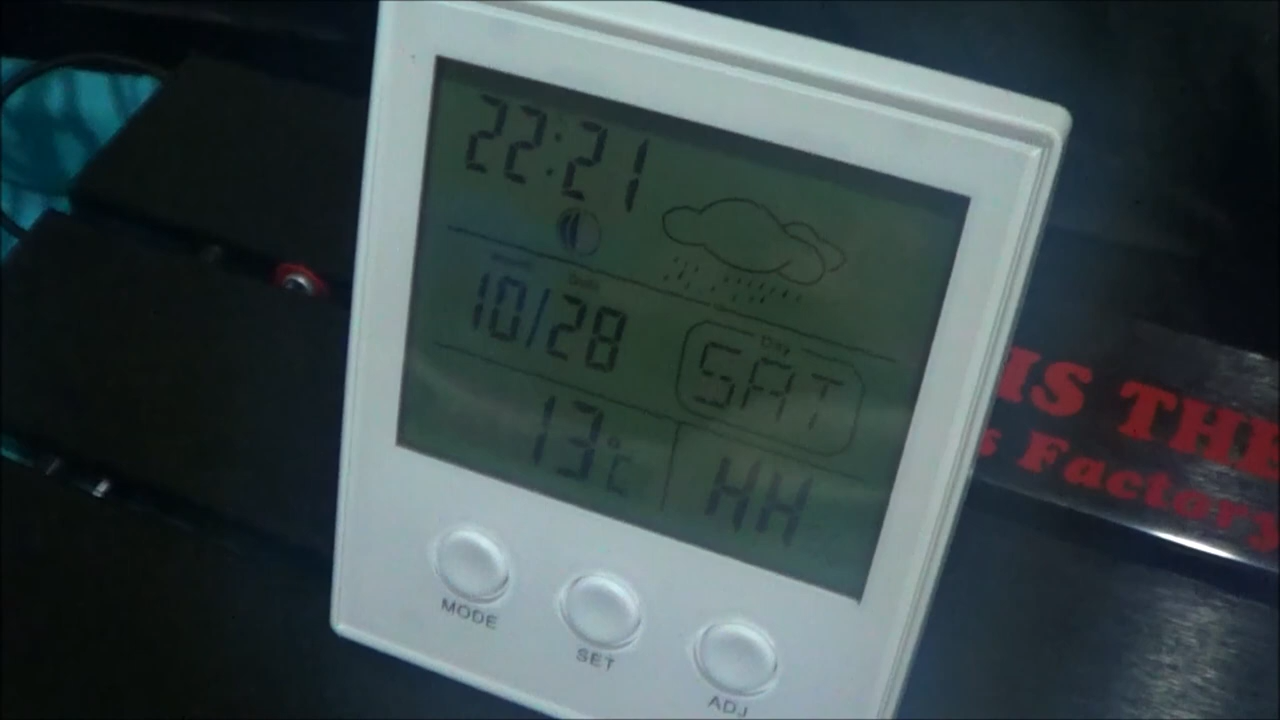 22:21
10/28
Day
SAT
13°C
HH
MODE
SET
ADJ
IS THE
Factory